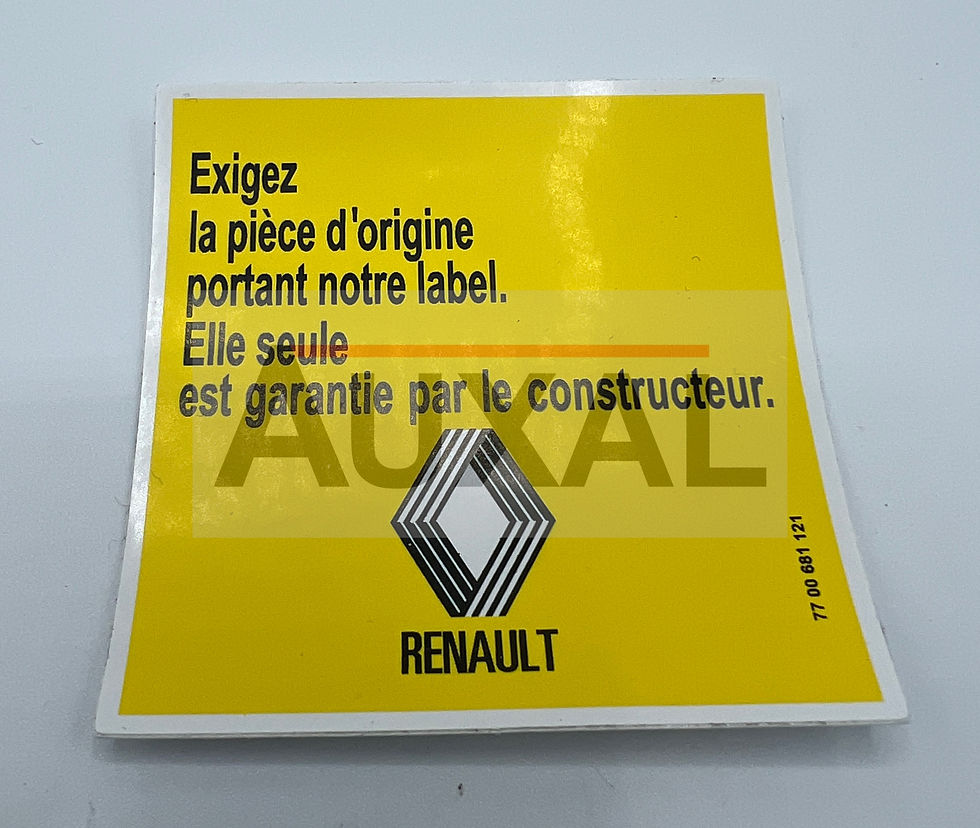 Exigez
la pièce d'origine
portant notre label.
Elle seule
est garantie par le constructeur.
AUXAL
77 00 681 121
RENAULT